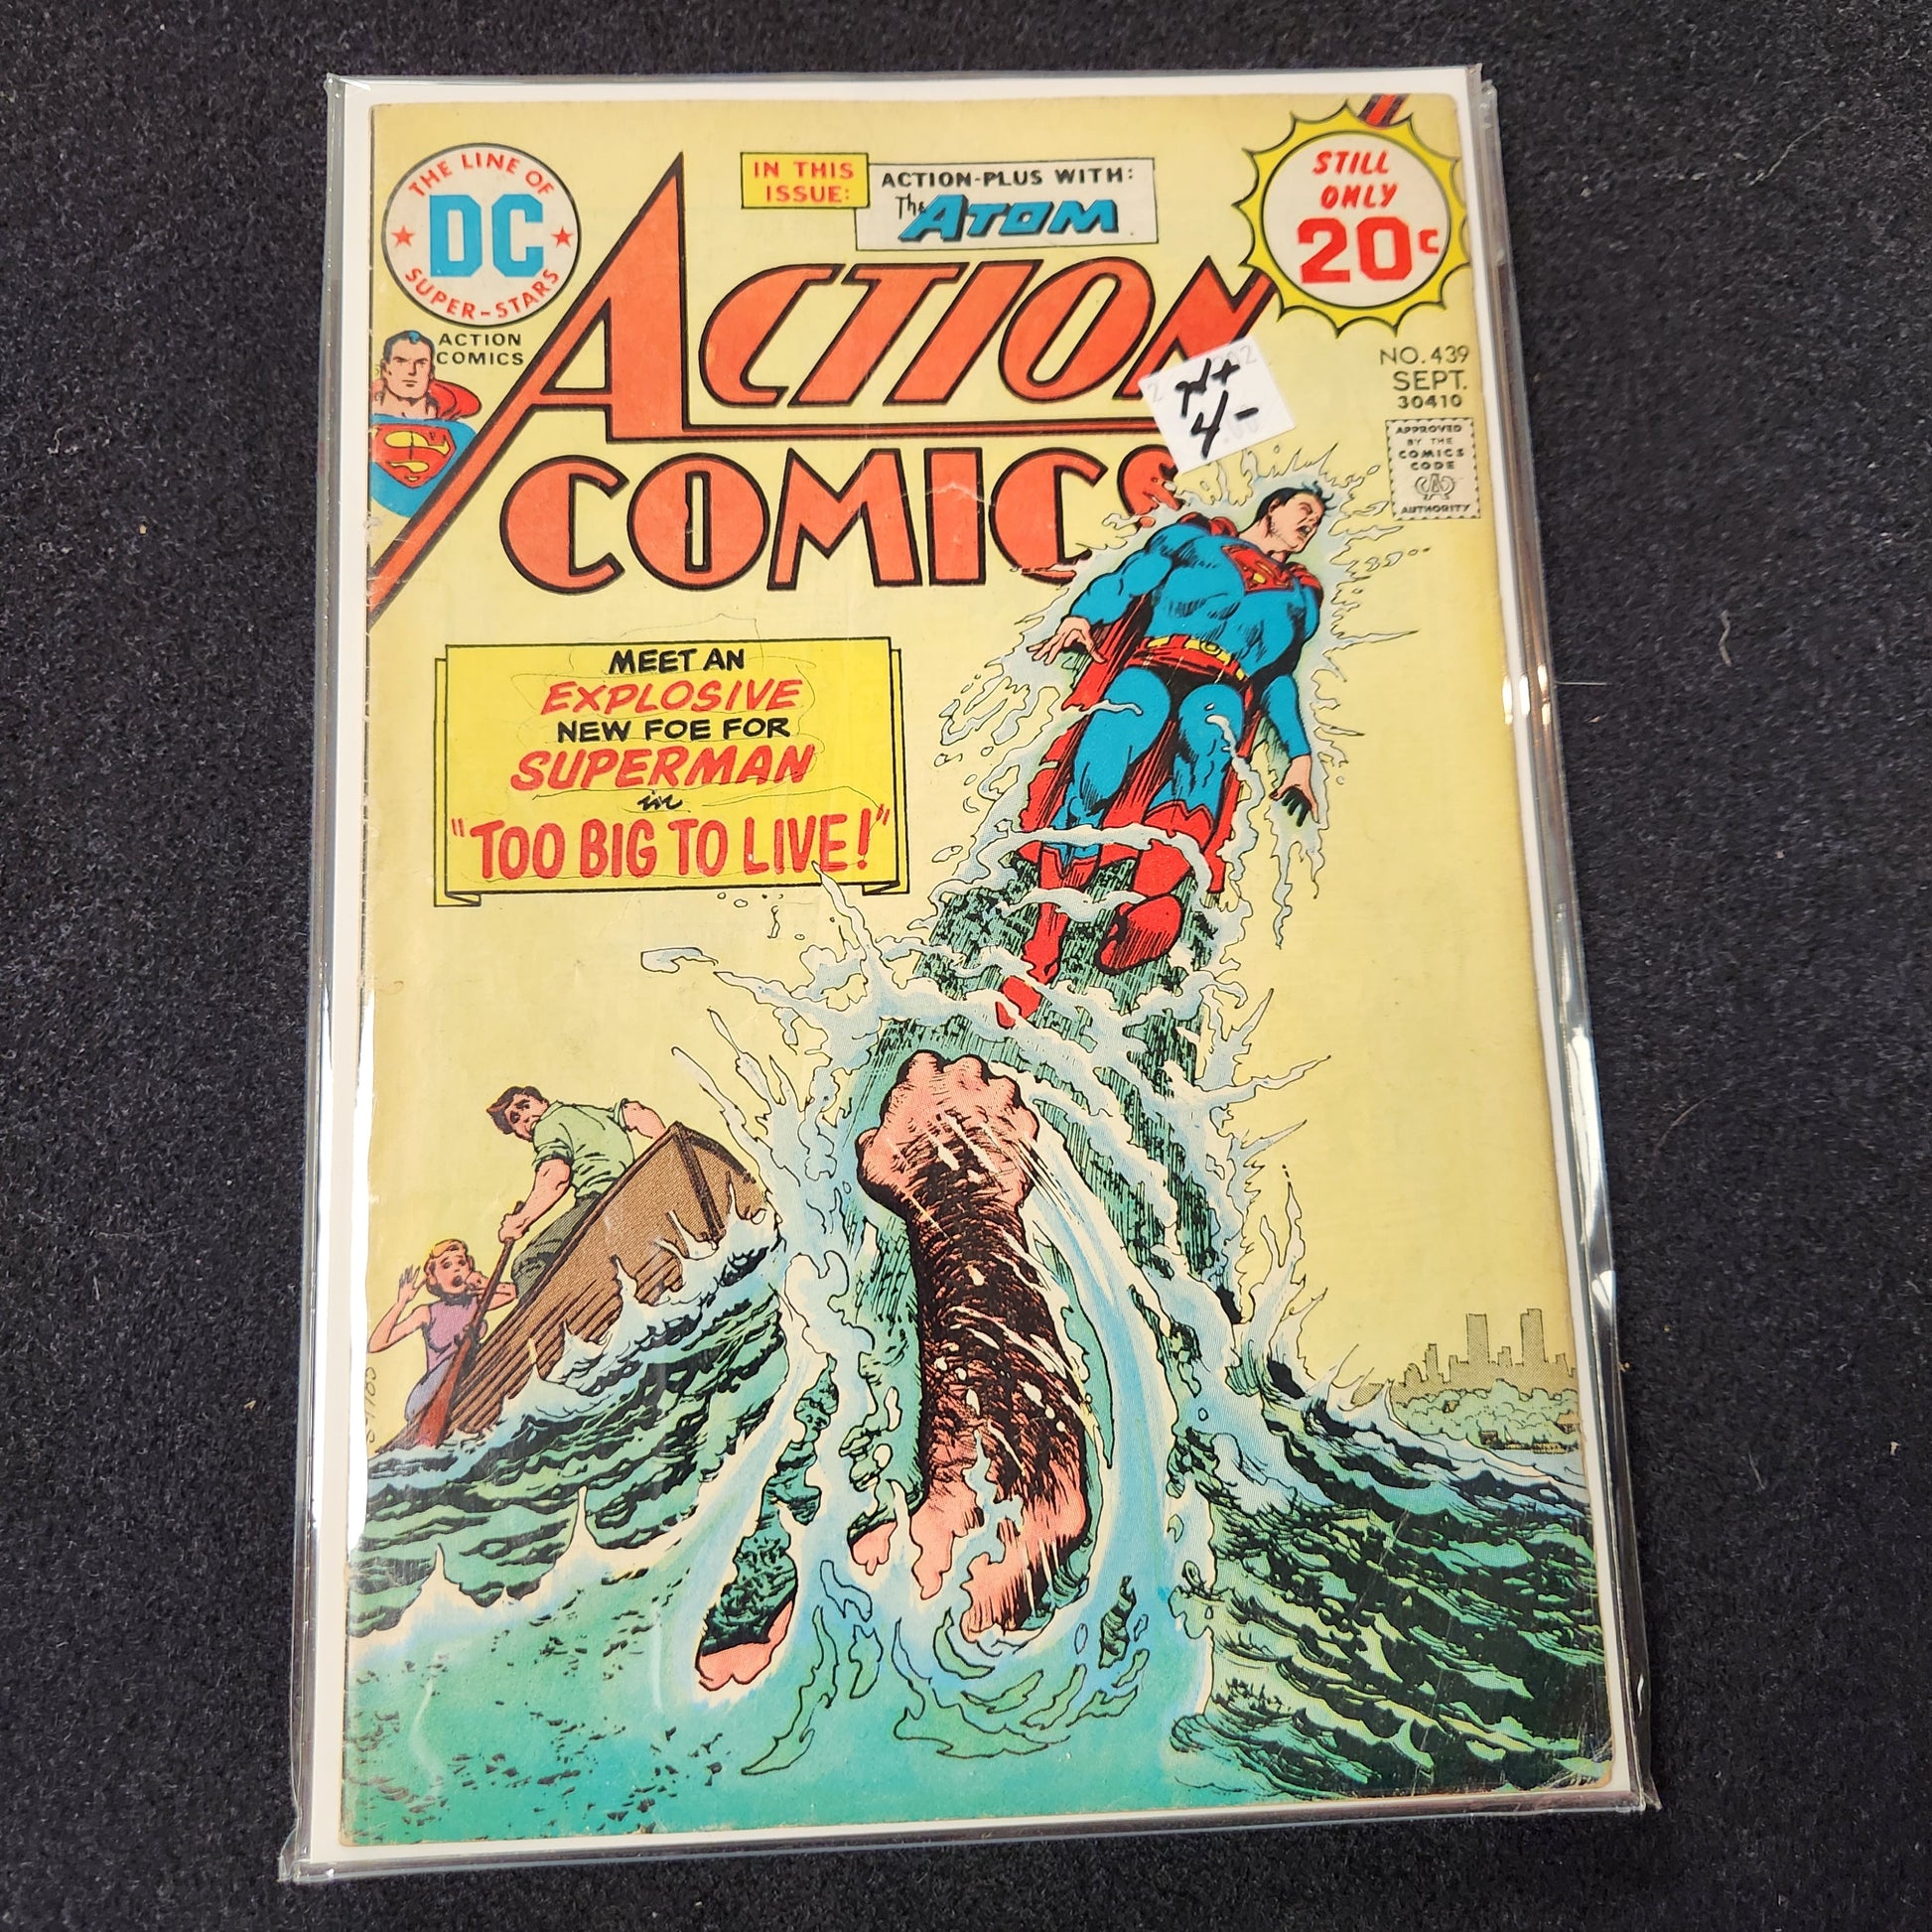 THE LINE OF
DC
SUPER-STARS
IN THIS
ISSUE:
ACTION-PLUS WITH:
The ATOM
STILL
ONLY
20c
ACTION
COMICS
ACTION
COMICS
NO. 439
SEPT.
30410
APPROVED
BY THE
COMICS
CODE
AUTHORITY
4-
MEET AN
EXPLOSIVE
NEW FOE FOR
SUPERMAN
in
"TOO BIG TO LIVE!"